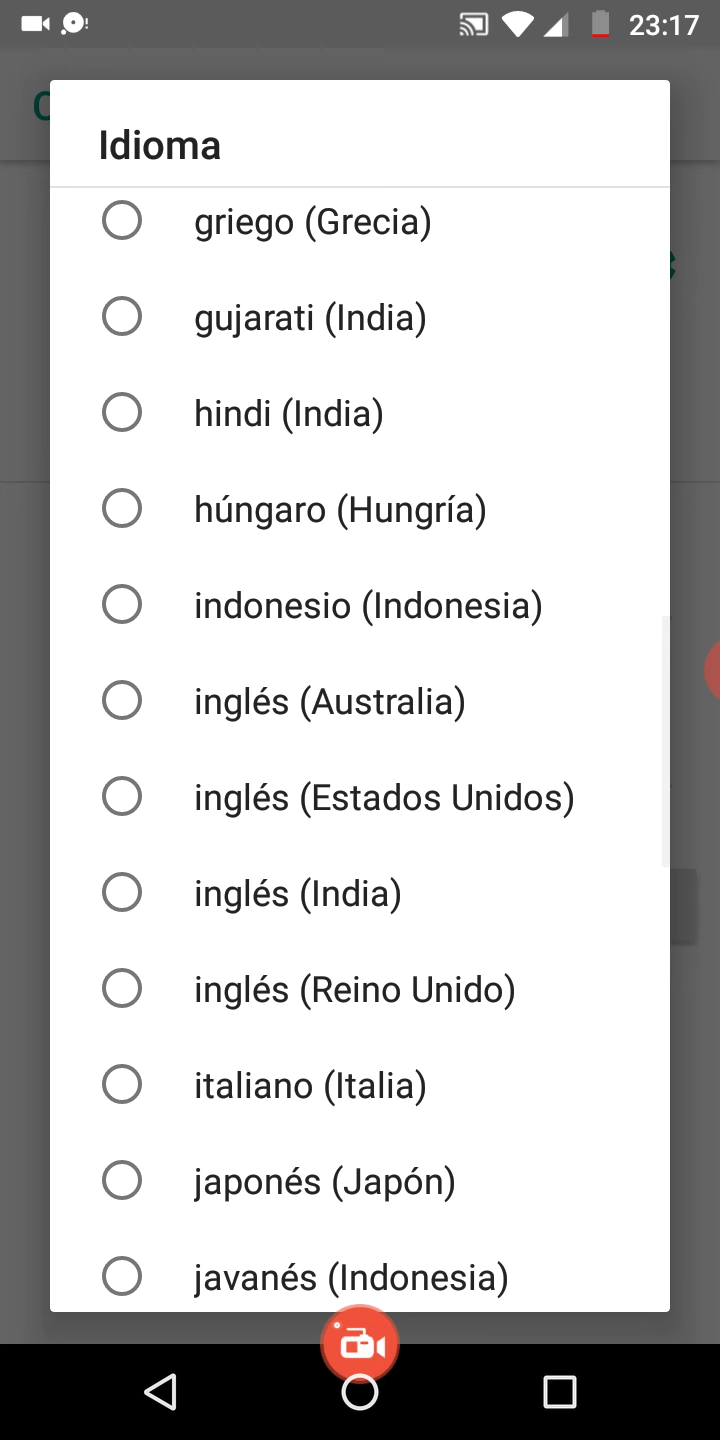 23:17
Idioma
griego (Grecia)
gujarati (India)
hindi (India)
húngaro (Hungría)
indonesio (Indonesia)
inglés (Australia)
inglés (Estados Unidos)
inglés (India)
inglés (Reino Unido)
italiano (Italia)
japonés (Japón)
javanés (Indonesia)